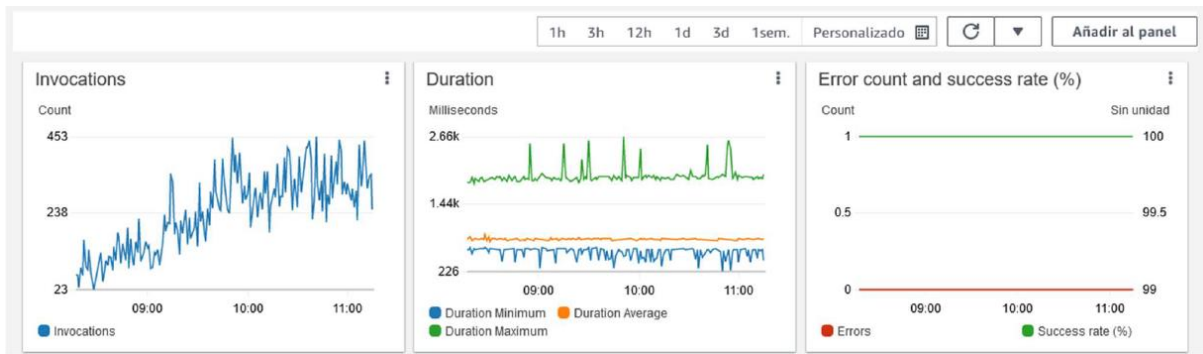 1h 3h 12h 1d 3d 1sem. Personalizado Añadir al panel
Invocations
Count
453
238
23
09:00 10:00 11:00
Invocations
Duration
Milliseconds
2.66k
1.44k
226
09:00 10:00 11:00
Duration Minimum Duration Average
Duration Maximum
Error count and success rate (%)
Count Sin unidad
1 100
0.5 99.5
0 99
09:00 10:00 11:00
Errors Success rate (%)